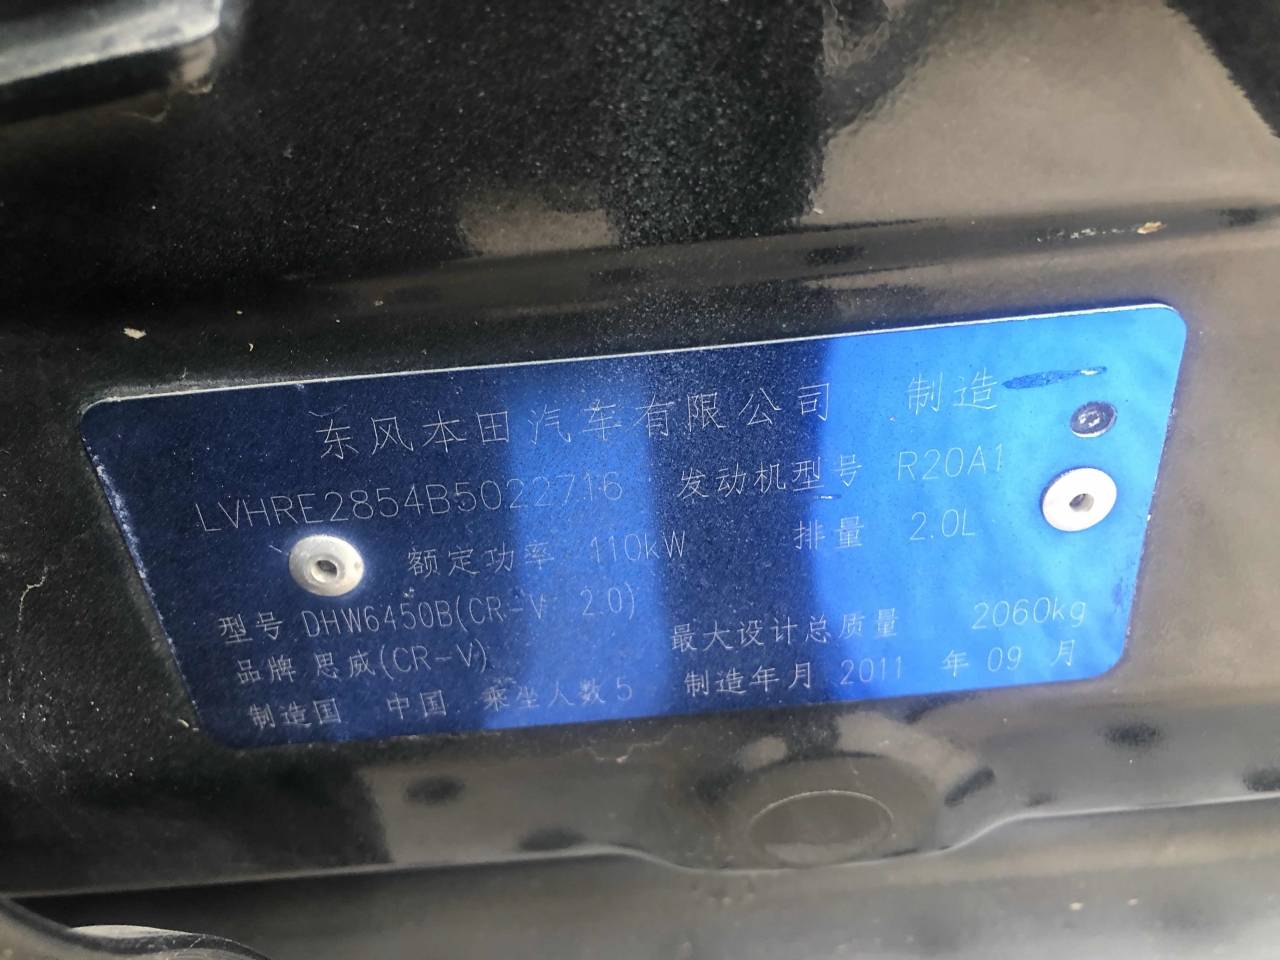 东风本田汽车有限公司 制造
LVHRE2854B5022716 发动机型号 R20A1
额定功率 110kW 排量 2.0L
型号 DHW6450B(CR-V 2.0) 最大设计总质量 2060kg
品牌 思威(CR-V) 制造年月 2011 年 09 月
制造国 中国 乘坐人数 5